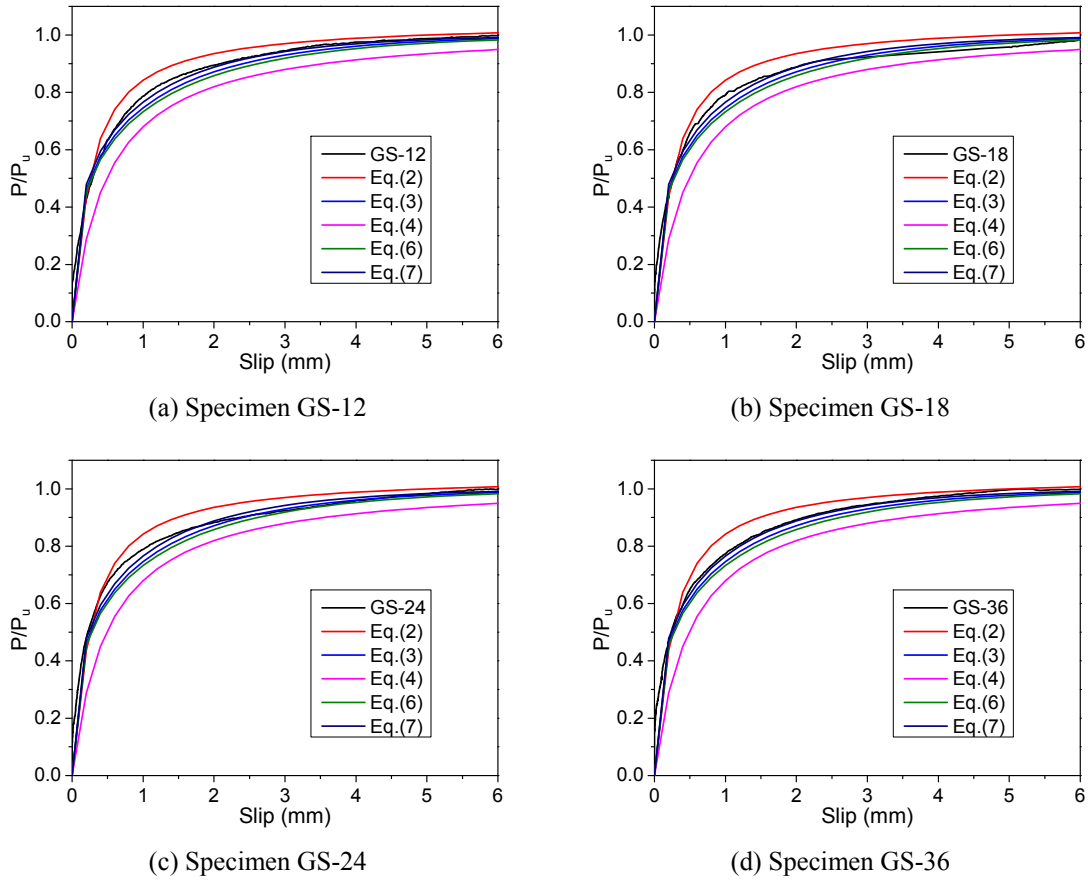 1.0
0.8
0.6
0.4
0.2
0.0
P/Pu
GS-12
Eq.(2)
Eq.(3)
Eq.(4)
Eq.(6)
Eq.(7)
0 1 2 3 4 5 6
Slip (mm)
(a) Specimen GS-12
1.0
0.8
0.6
0.4
0.2
0.0
P/Pu
GS-18
Eq.(2)
Eq.(3)
Eq.(4)
Eq.(6)
Eq.(7)
0 1 2 3 4 5 6
Slip (mm)
(b) Specimen GS-18
1.0
0.8
0.6
0.4
0.2
0.0
P/Pu
GS-24
Eq.(2)
Eq.(3)
Eq.(4)
Eq.(6)
Eq.(7)
0 1 2 3 4 5 6
Slip (mm)
(c) Specimen GS-24
1.0
0.8
0.6
0.4
0.2
0.0
P/Pu
GS-36
Eq.(2)
Eq.(3)
Eq.(4)
Eq.(6)
Eq.(7)
0 1 2 3 4 5 6
Slip (mm)
(d) Specimen GS-36